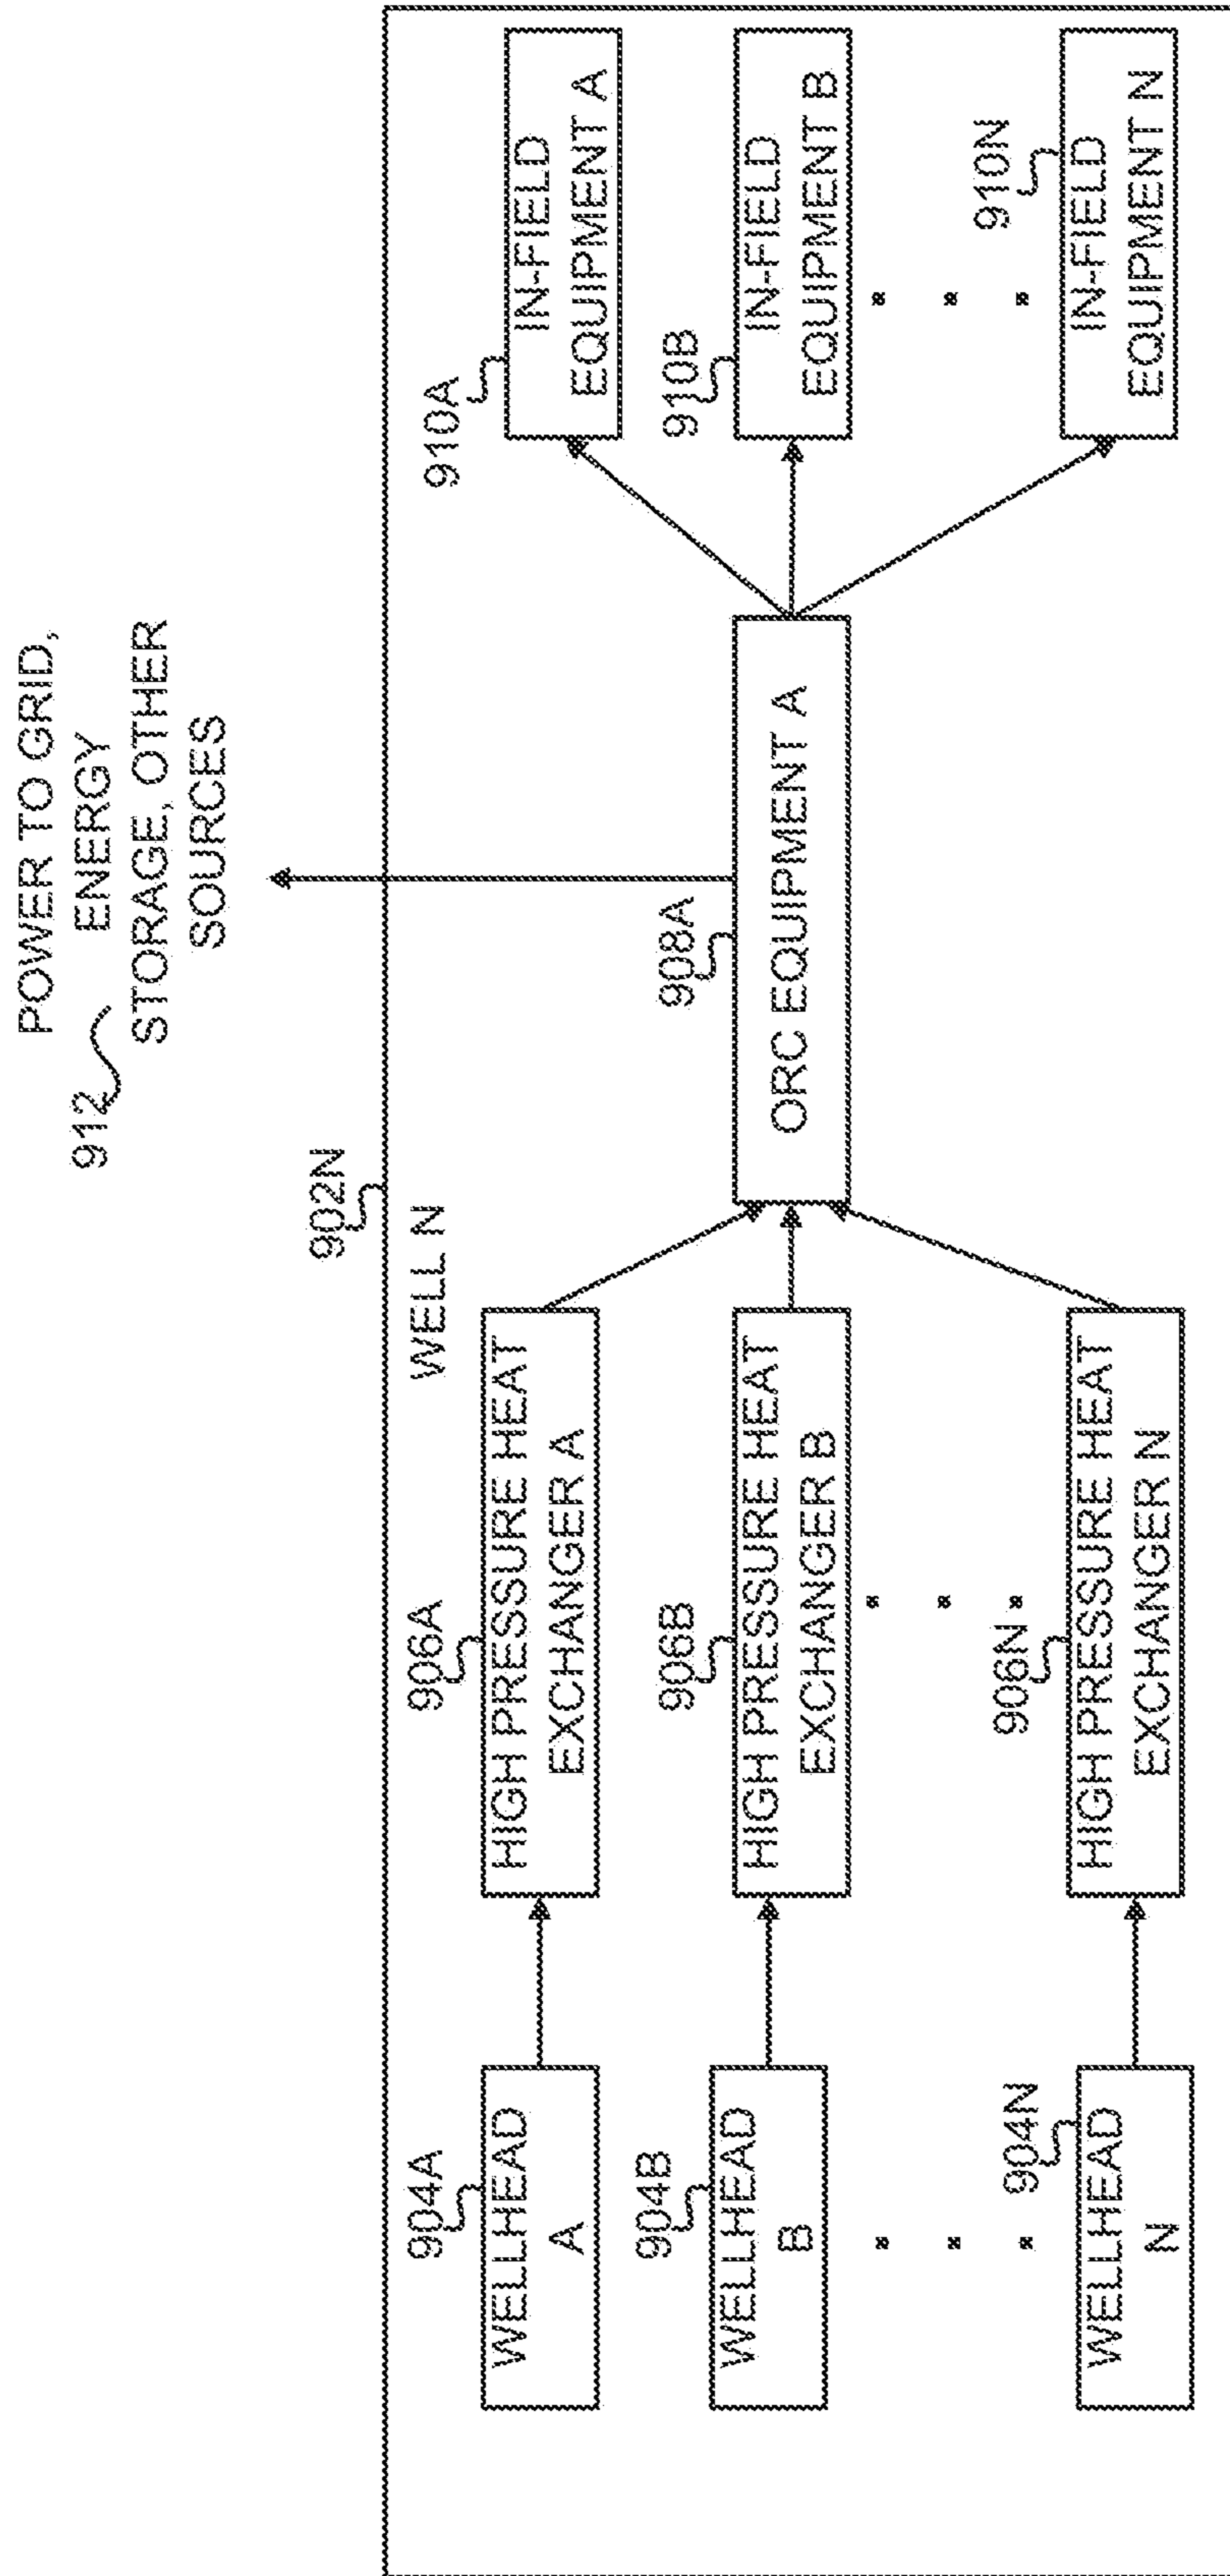 POWER TO GRID,
912 ENERGY
STORAGE, OTHER
SOURCES
902N
WELL N
904A
WELLHEAD
A
906A
HIGH PRESSURE HEAT
EXCHANGER A
910A
IN-FIELD
EQUIPMENT A
904B
WELLHEAD
B
906B
HIGH PRESSURE HEAT
EXCHANGER B
908A
ORC EQUIPMENT A
910B
IN-FIELD
EQUIPMENT B
904N
WELLHEAD
N
906N
HIGH PRESSURE HEAT
EXCHANGER N
910N
IN-FIELD
EQUIPMENT N